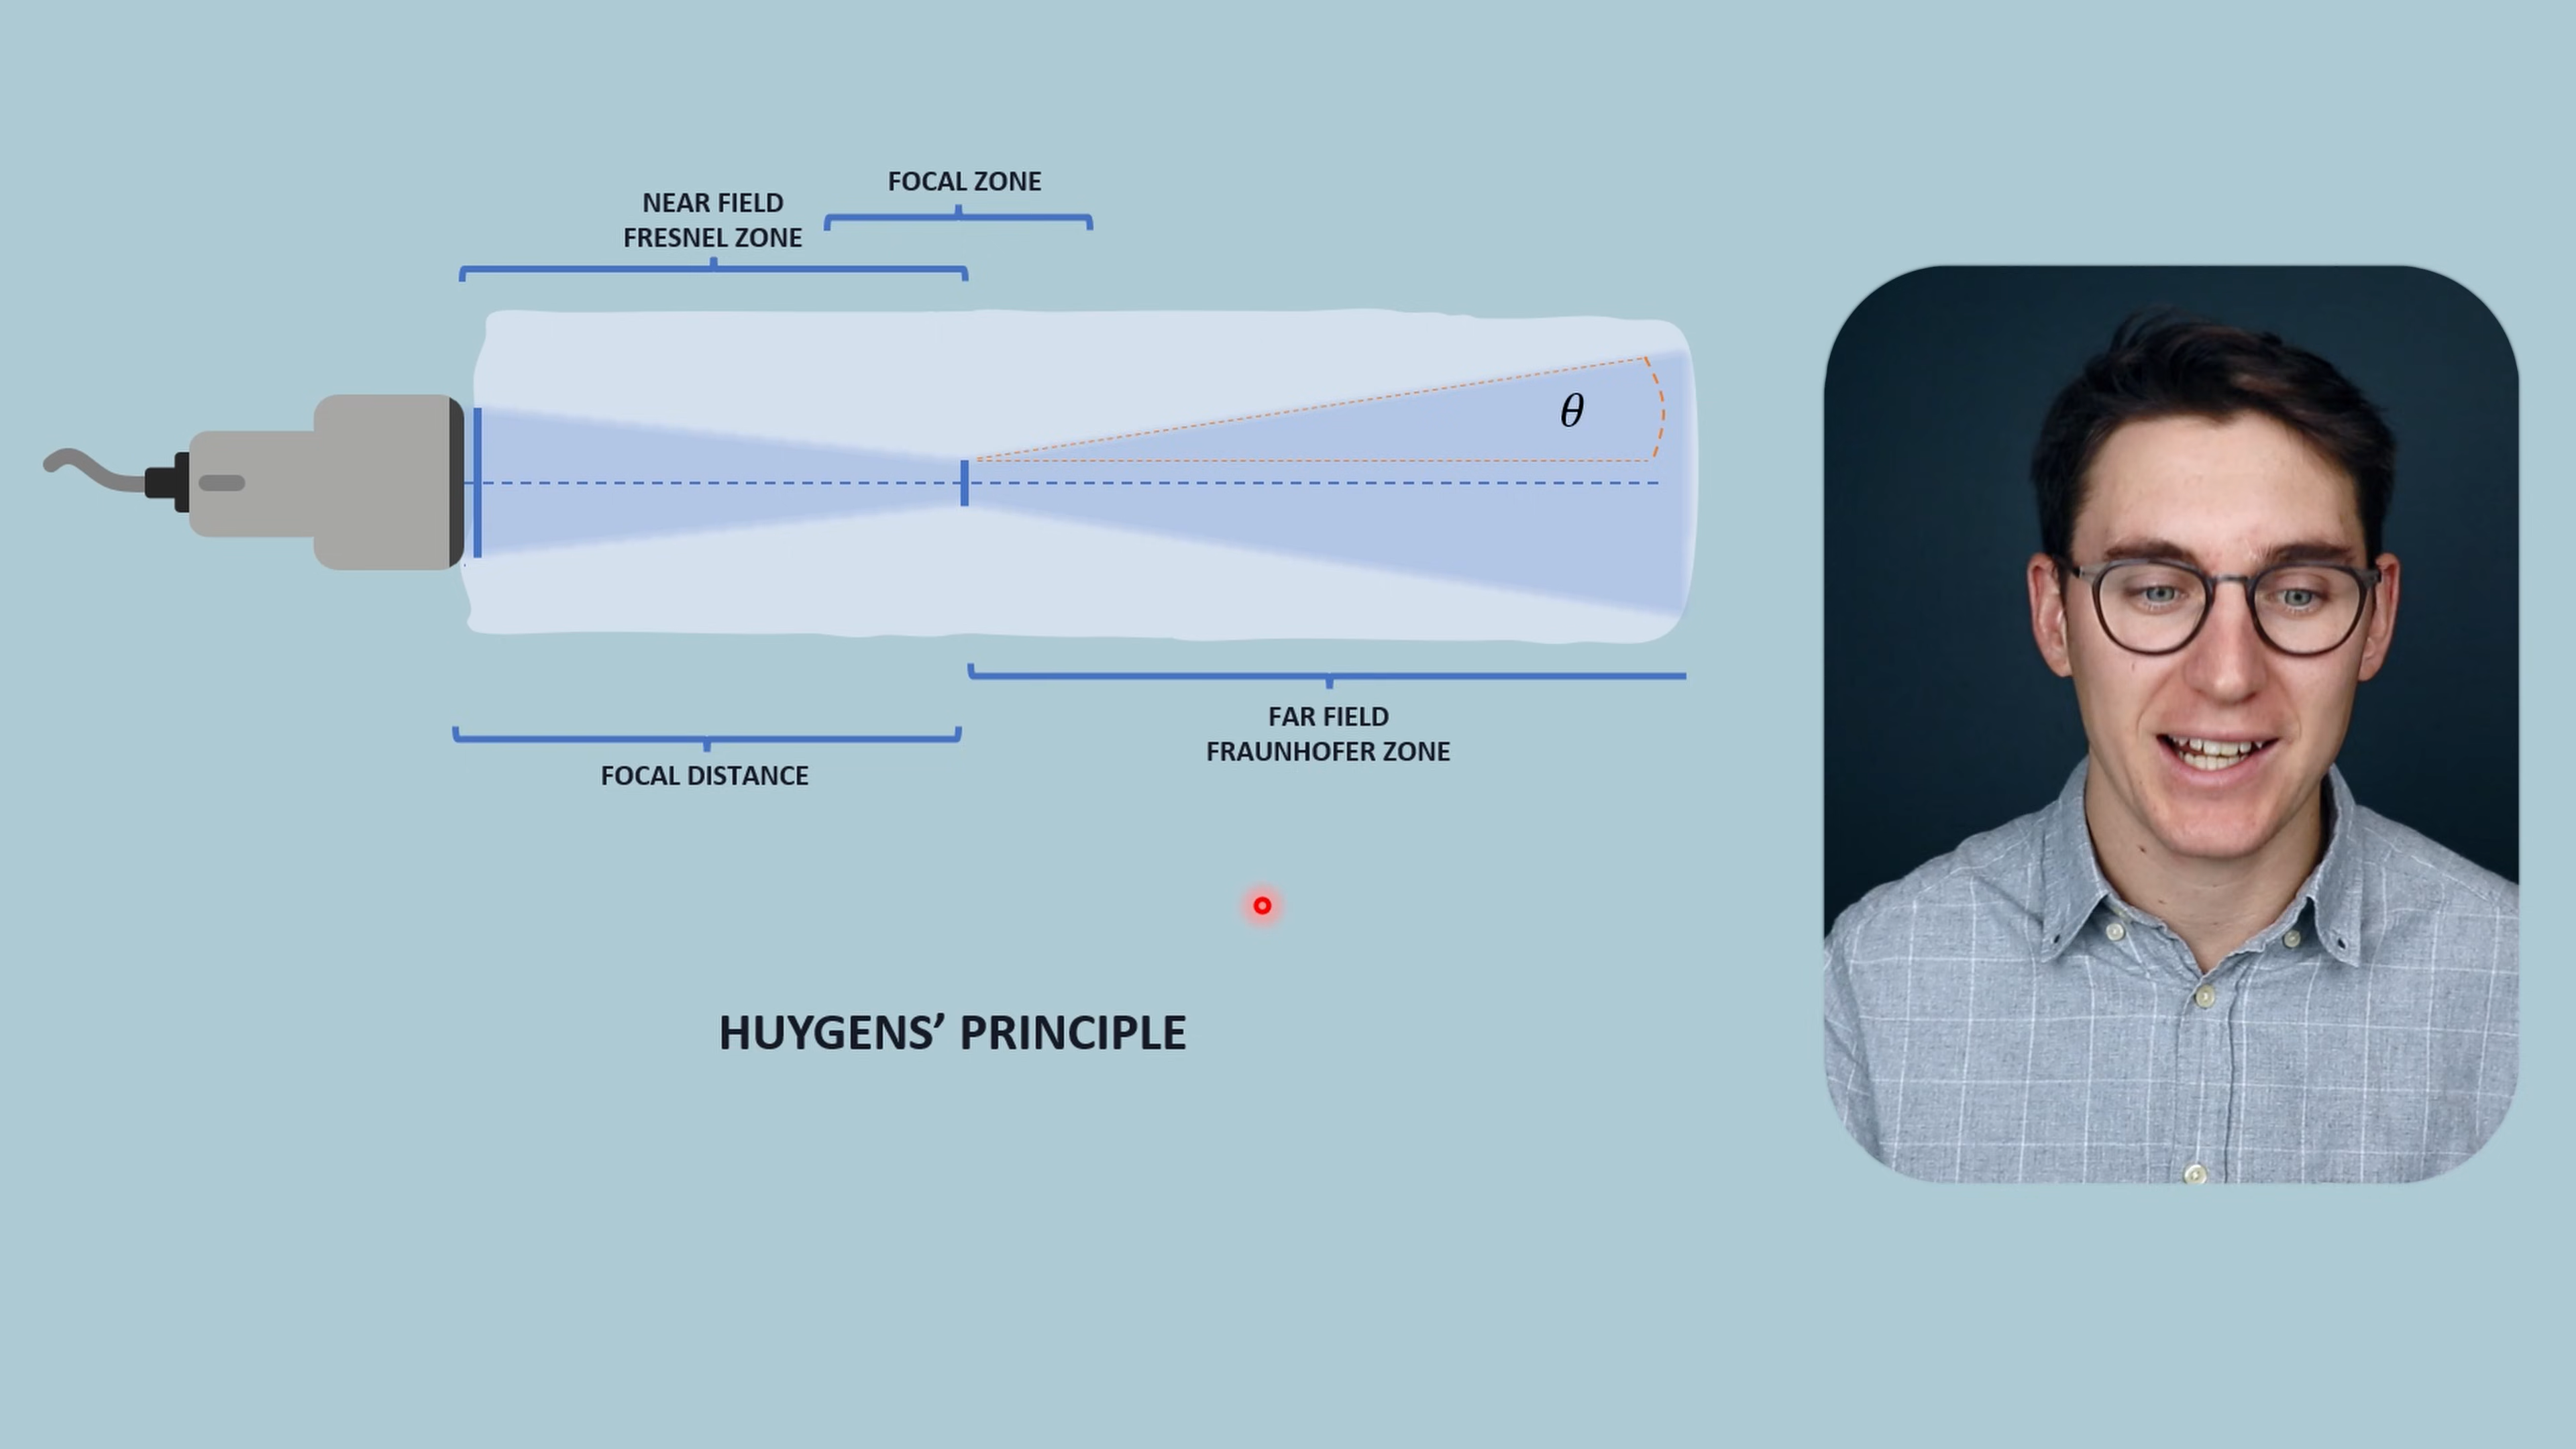 FOCAL ZONE
NEAR FIELD
FRESNEL ZONE
θ
FAR FIELD
FRAUNHOFER ZONE
FOCAL DISTANCE
HUYGENS’ PRINCIPLE